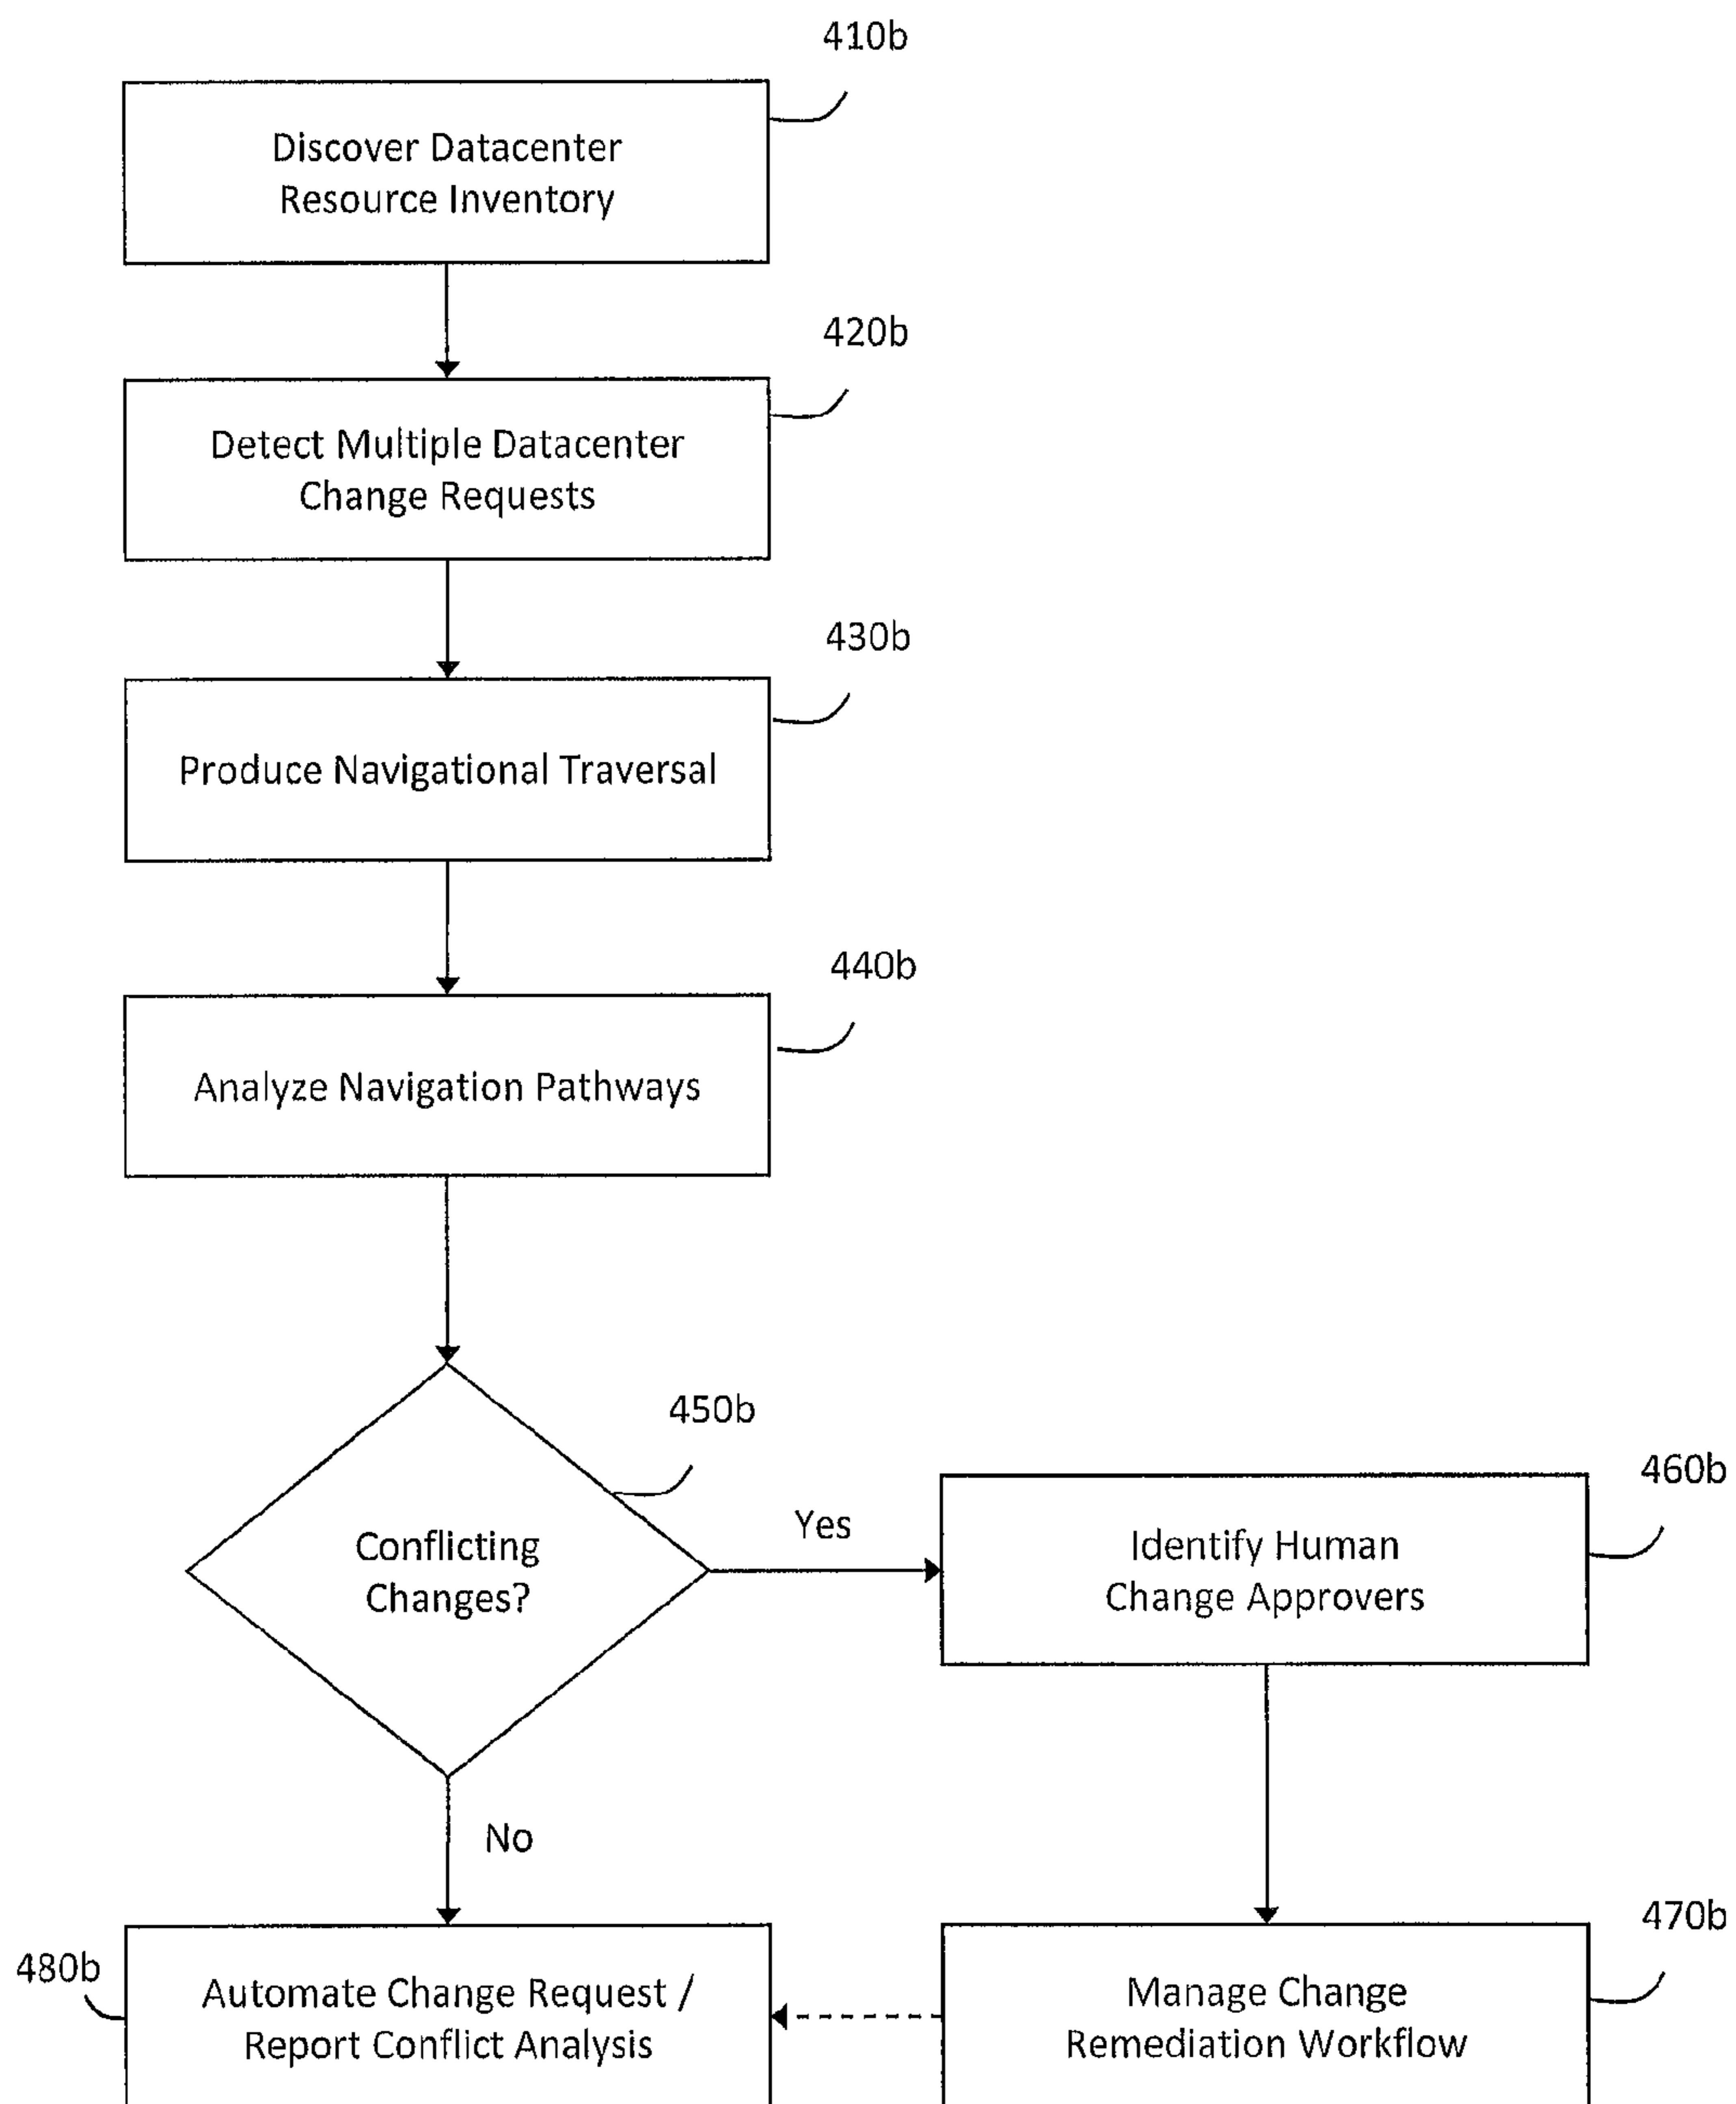 410b
Discover Datacenter
Resource Inventory
420b
Detect Multiple Datacenter
Change Requests
430b
Produce Navigational Traversal
440b
Analyze Navigation Pathways
450b
Conflicting
Changes?
Yes
460b
Identify Human
Change Approvers
No
480b
Automate Change Request /
Report Conflict Analysis
470b
Manage Change
Remediation Workflow